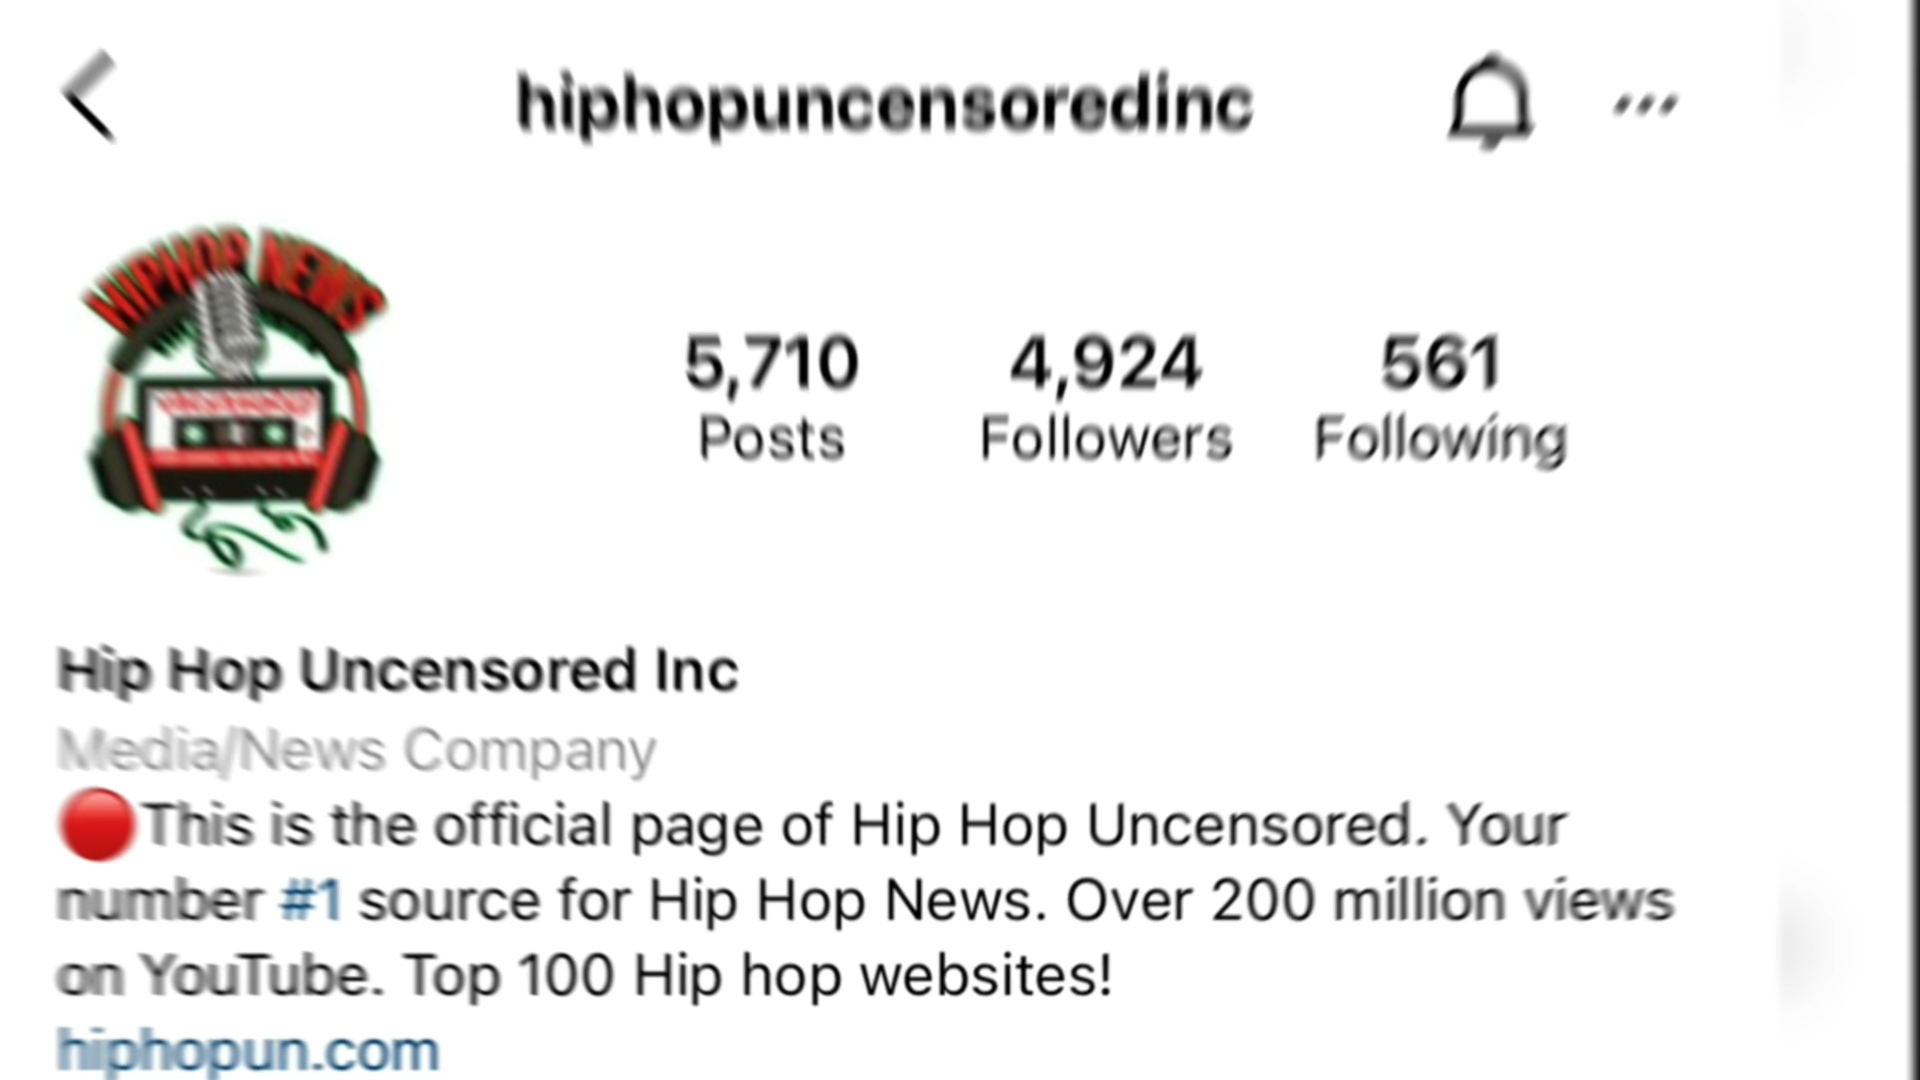 hiphopuncensoredinc
HIPHOP NEWS
5,710 4,924 561
Posts Followers Following
Hip Hop Uncensored Inc
Media/News Company
🔴This is the official page of Hip Hop Uncensored. Your
number #1 source for Hip Hop News. Over 200 million views
on YouTube. Top 100 Hip hop websites!
hiphopun.com